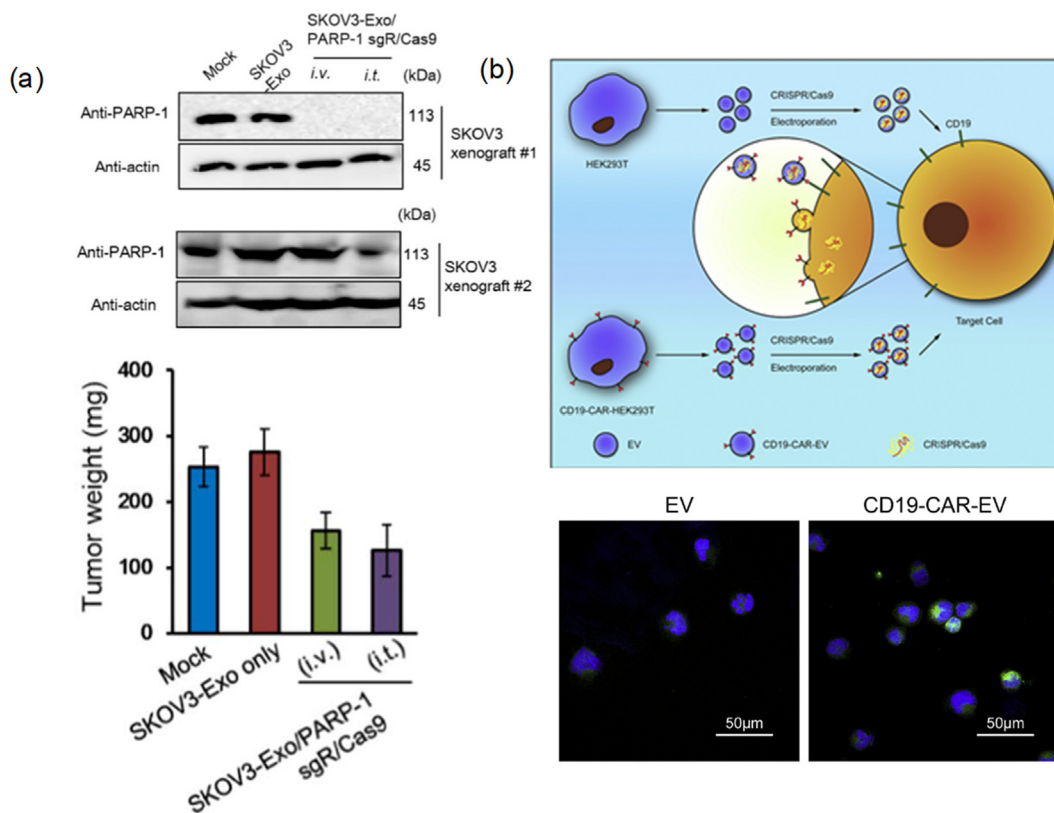 (a)
SKOV3-Exo/
PARP-1 sgR/Cas9
Mock
SKOV3
-Exo
i.v.
i.t.
(kDa)
Anti-PARP-1
113
Anti-actin
45
SKOV3
xenograft #1
(kDa)
Anti-PARP-1
113
Anti-actin
45
SKOV3
xenograft #2
Tumor weight (mg)
400
300
200
100
0
Mock
SKOV3-Exo only
(i.v.)
(i.t.)
SKOV3-Exo/PARP-1
sgR/Cas9
(b)
HEK293T
CRISPR/Cas9
Electroporation
CD19
Target Cell
CD19-CAR-HEK293T
CRISPR/Cas9
Electroporation
EV
CD19-CAR-EV
CRISPR/Cas9
EV
CD19-CAR-EV
50μm
50μm